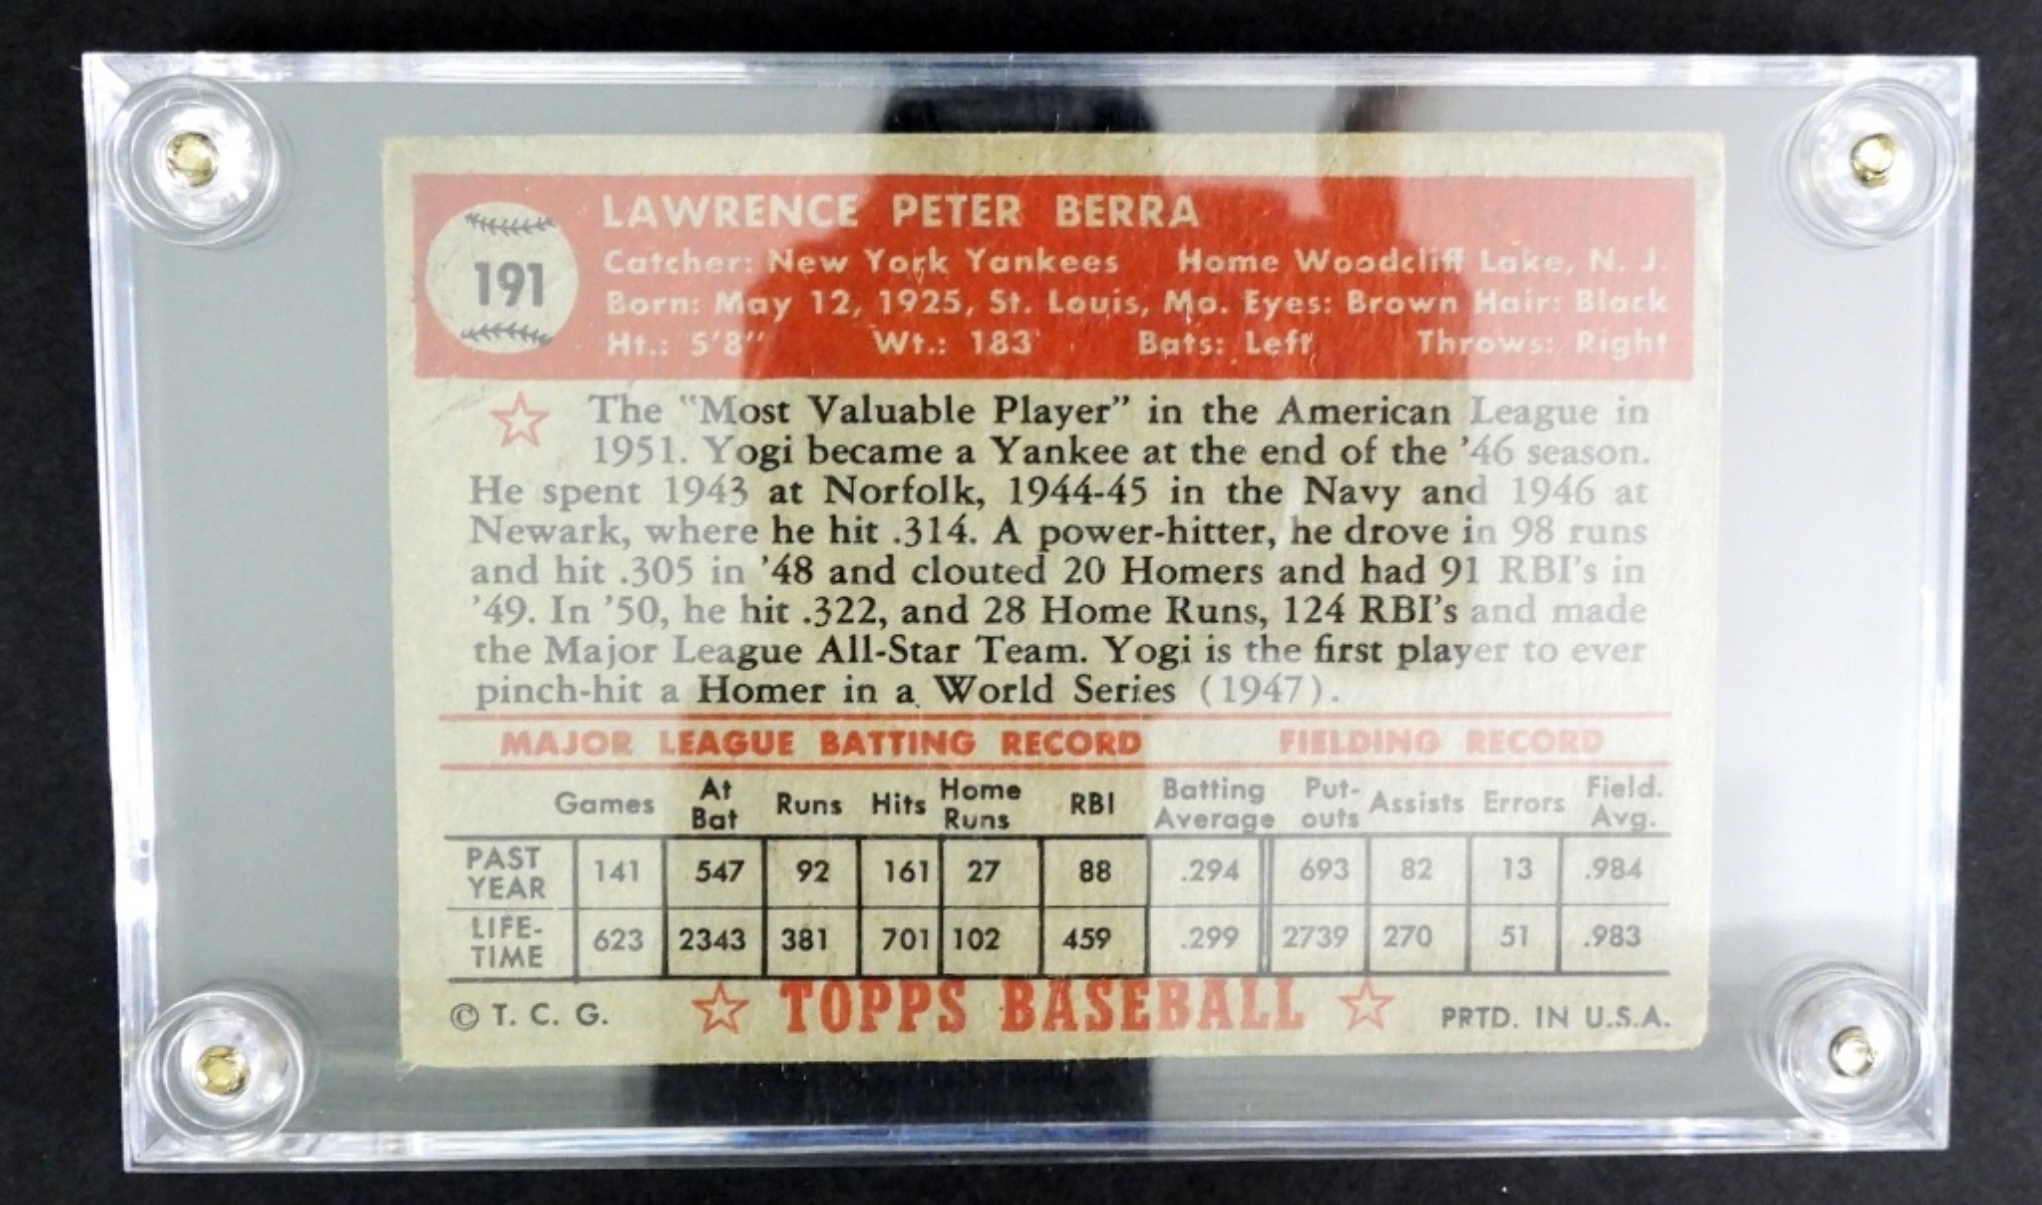 LAWRENCE PETER BERRA
191
Catcher: New York Yankees Home Woodcliff Lake, N. J.
Born: May 12, 1925, St. Louis, Mo. Eyes: Brown Hair: Black
Ht.: 5'8" Wt.: 183 Bats: Left Throws: Right
The "Most Valuable Player" in the American League in
1951. Yogi became a Yankee at the end of the '46 season.
He spent 1943 at Norfolk, 1944-45 in the Navy and 1946 at
Newark, where he hit .314. A power-hitter, he drove in 98 runs
and hit .305 in '48 and clouted 20 Homers and had 91 RBI's in
'49. In '50, he hit .322, and 28 Home Runs, 124 RBI's and made
the Major League All-Star Team. Yogi is the first player to ever
pinch-hit a Homer in a World Series (1947).
MAJOR LEAGUE BATTING RECORD FIELDING RECORD
Games At Bat Runs Hits Home Runs RBI Batting Average Put-outs Assists Errors Field. Avg.
PAST YEAR 141 547 92 161 27 88 .294 693 82 13 .984
LIFE-TIME 623 2343 381 701 102 459 .299 2739 270 51 .983
© T. C. G. TOPPS BASEBALL PRTD. IN U.S.A.